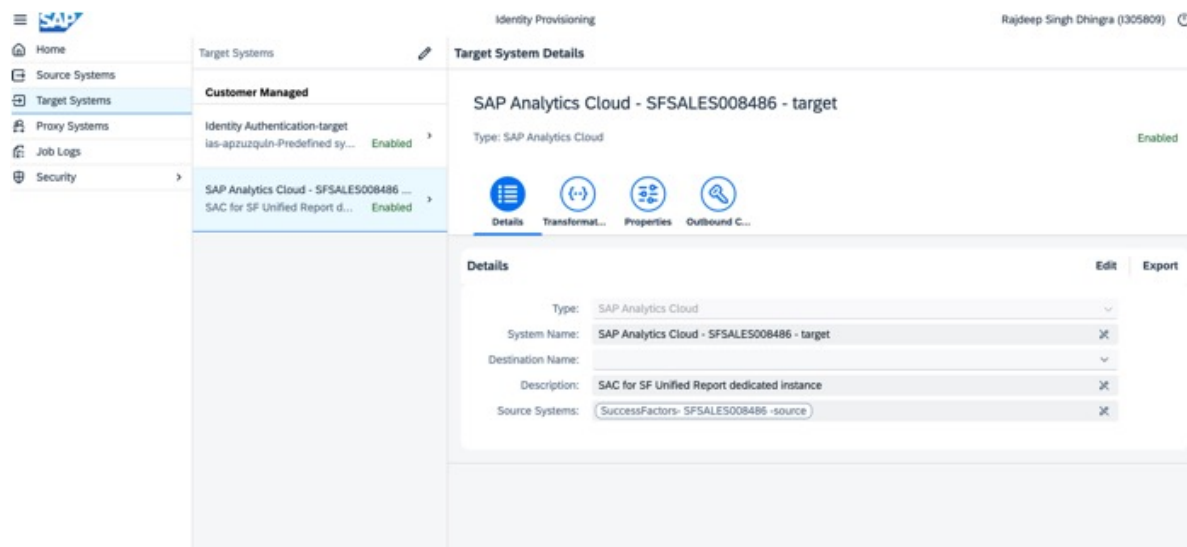 SAP
Identity Provisioning
Rajdeep Singh Dhingra (I305809)
Home
Source Systems
Target Systems
Proxy Systems
Job Logs
Security
Target Systems
Customer Managed
Identity Authentication-target
ias-apzuzquln-Predefined sy... Enabled
SAP Analytics Cloud - SFSALES008486 ...
SAC for SF Unified Report d... Enabled
Target System Details
SAP Analytics Cloud - SFSALES008486 - target
Type: SAP Analytics Cloud
Enabled
Details Transformat... Properties Outbound C...
Details Edit Export
Type: SAP Analytics Cloud
System Name: SAP Analytics Cloud - SFSALES008486 - target
Destination Name:
Description: SAC for SF Unified Report dedicated instance
Source Systems: SuccessFactors- SFSALES008486 -source